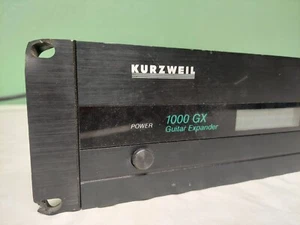 KURZWEIL
1000 GX
POWER
Guitar Expander